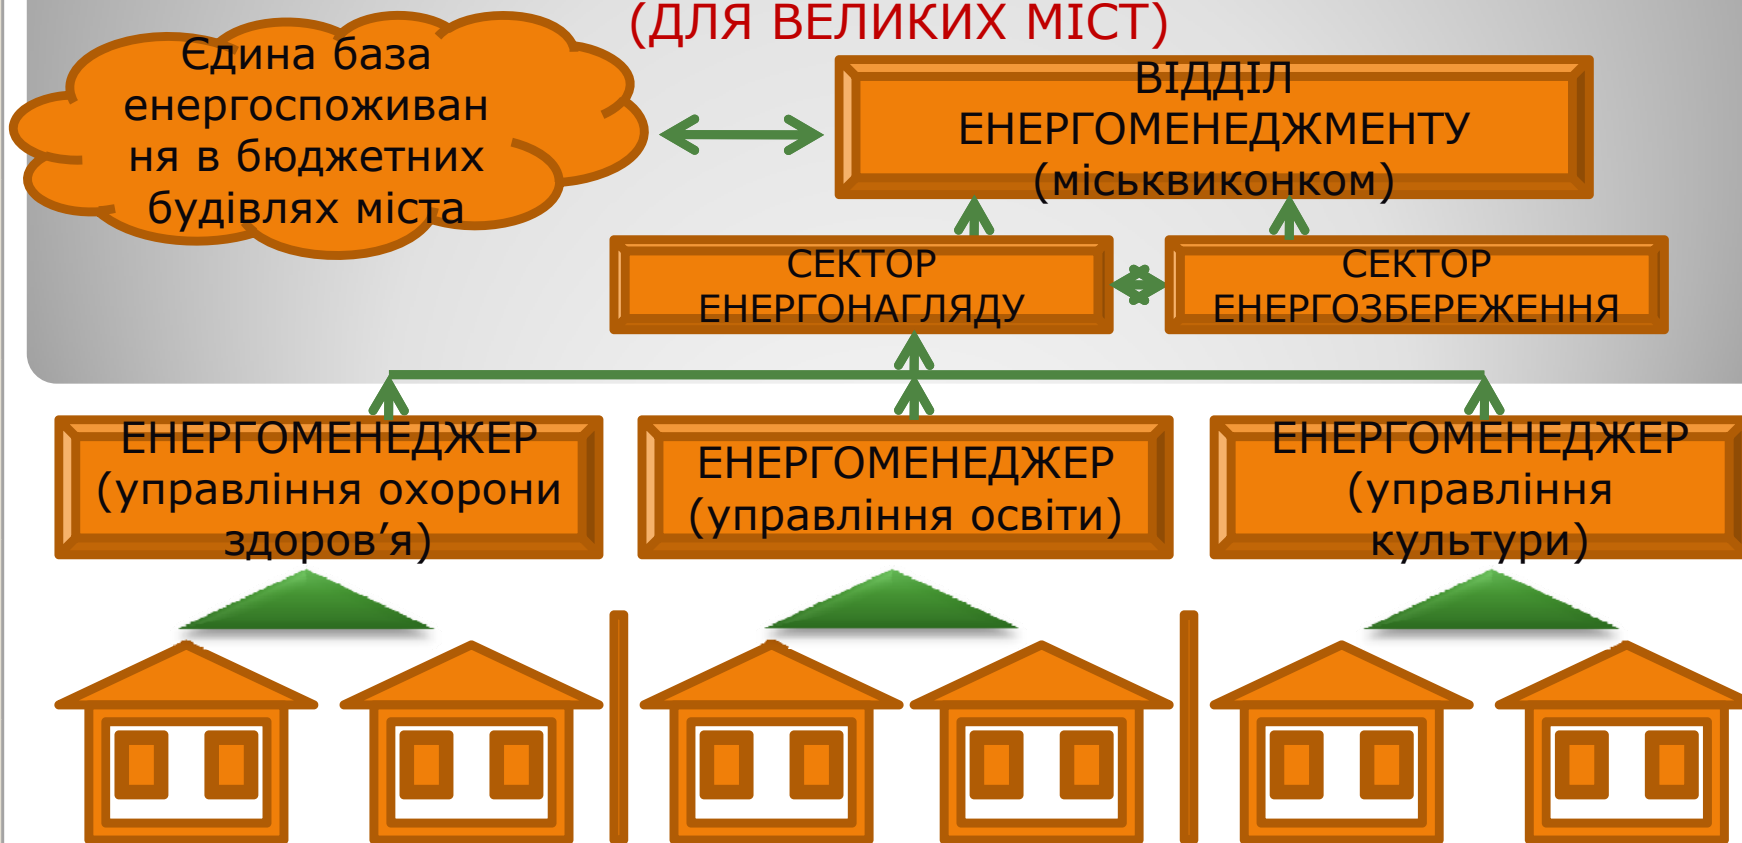 (ДЛЯ ВЕЛИКИХ МІСТ)
Єдина база
енергоспоживан
ня в бюджетних
будівлях міста
ВІДДІЛ
ЕНЕРГОМЕНЕДЖМЕНТУ
(міськвиконком)
СЕКТОР
ЕНЕРГОНАГЛЯДУ
СЕКТОР
ЕНЕРГОЗБЕРЕЖЕННЯ
ЕНЕРГОМЕНЕДЖЕР
(управління охорони
здоров’я)
ЕНЕРГОМЕНЕДЖЕР
(управління освіти)
ЕНЕРГОМЕНЕДЖЕР
(управління
культури)